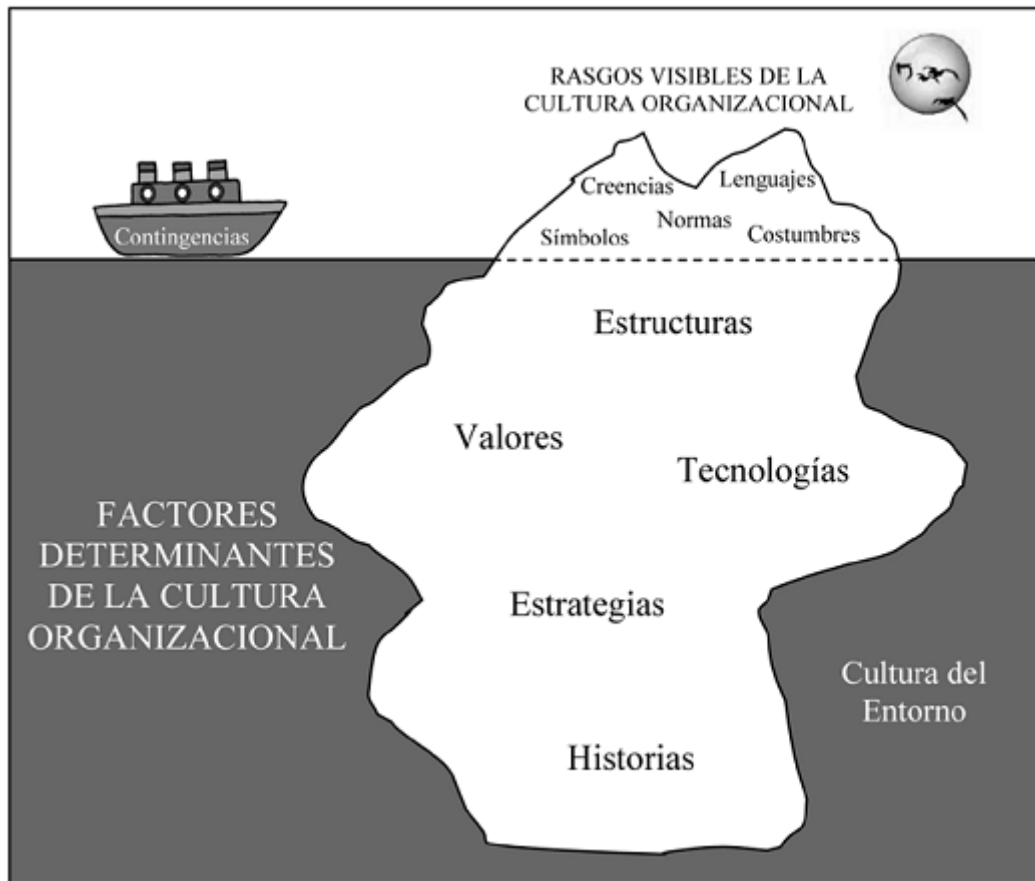 RASGOS VISIBLES DE LA
CULTURA ORGANIZACIONAL
Creencias
Lenguajes
Normas
Símbolos
Costumbres
Contingencias
Estructuras
Valores
Tecnologías
FACTORES
DETERMINANTES
DE LA CULTURA
ORGANIZACIONAL
Estrategias
Cultura del
Entorno
Historias